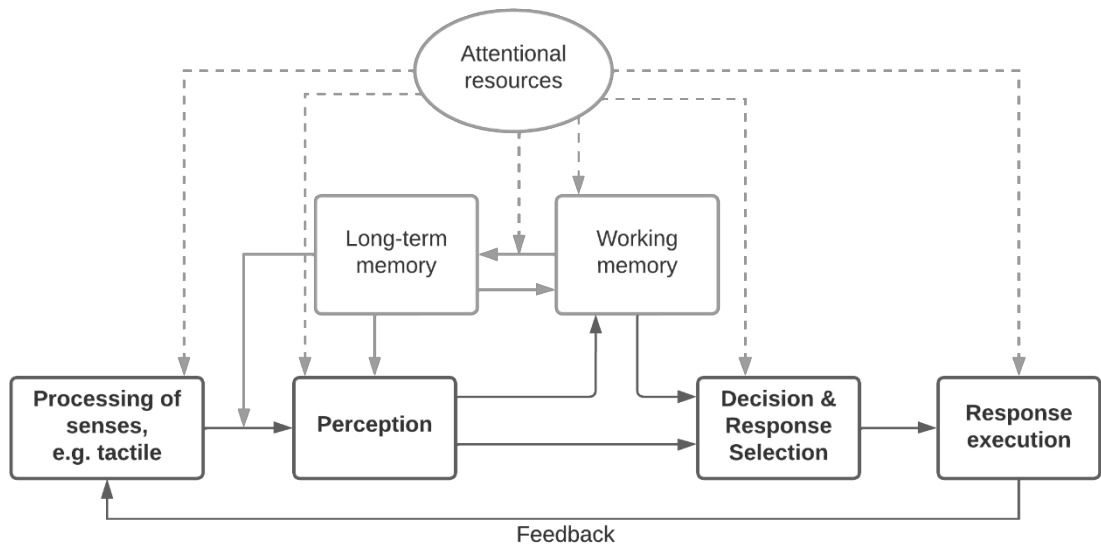 Attentional
resources
Long-term
memory
Working
memory
Processing of
senses,
e.g. tactile
Perception
Decision &
Response
Selection
Response
execution
Feedback